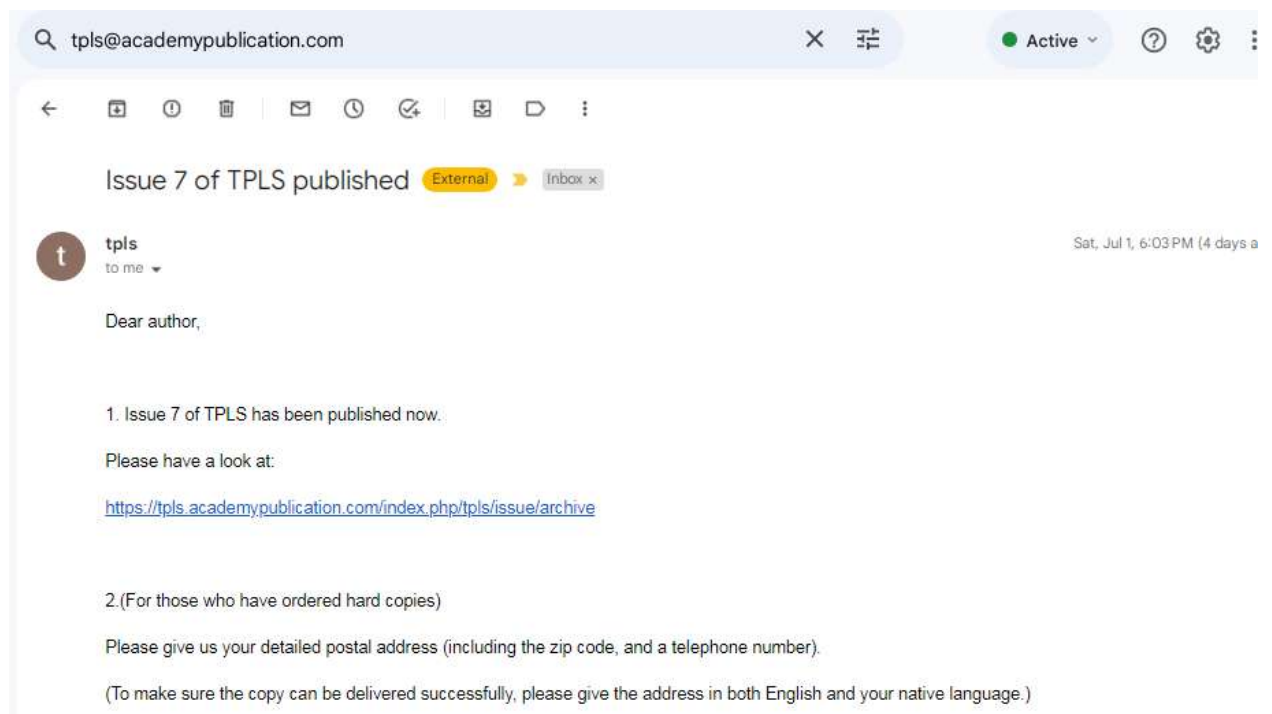 tpls@academypublication.com
Active
Issue 7 of TPLS published External Inbox ×
t
tpls
Sat, Jul 1, 6:03 PM (4 days a
to me
Dear author,
1. Issue 7 of TPLS has been published now.
Please have a look at:
https://tpls.academypublication.com/index.php/tpls/issue/archive
2.(For those who have ordered hard copies)
Please give us your detailed postal address (including the zip code, and a telephone number).
(To make sure the copy can be delivered successfully, please give the address in both English and your native language.)